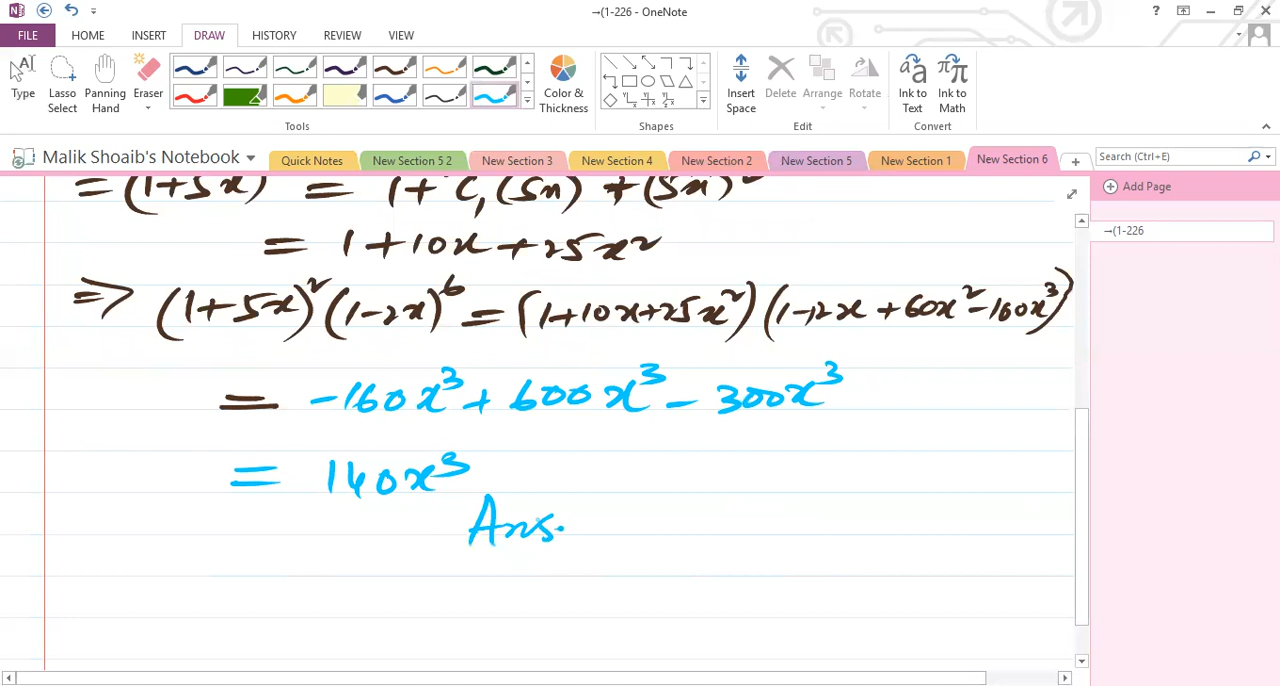 →(1-226 - OneNote
FILE HOME INSERT DRAW HISTORY REVIEW VIEW
Type
Lasso Select
Panning Hand
Eraser
Color & Thickness
Insert Space
Delete
Arrange
Rotate
Ink to Text
Ink to Math
Tools Shapes Edit Convert
Malik Shoaib's Notebook
Quick Notes New Section 5 2 New Section 3 New Section 4 New Section 2 New Section 5 New Section 1 New Section 6
Search (Ctrl+E)
Add Page
→(1-226
= (1+5x) = 1+ C₁(5x) + (5x)²
= 1+10x+25x²
⇒ (1+5x)²(1-2x)⁶ = (1+10x+25x²)(1-12x+60x²-160x³)
= -160x³ + 600x³ - 300x³
= 140x³
Ans.